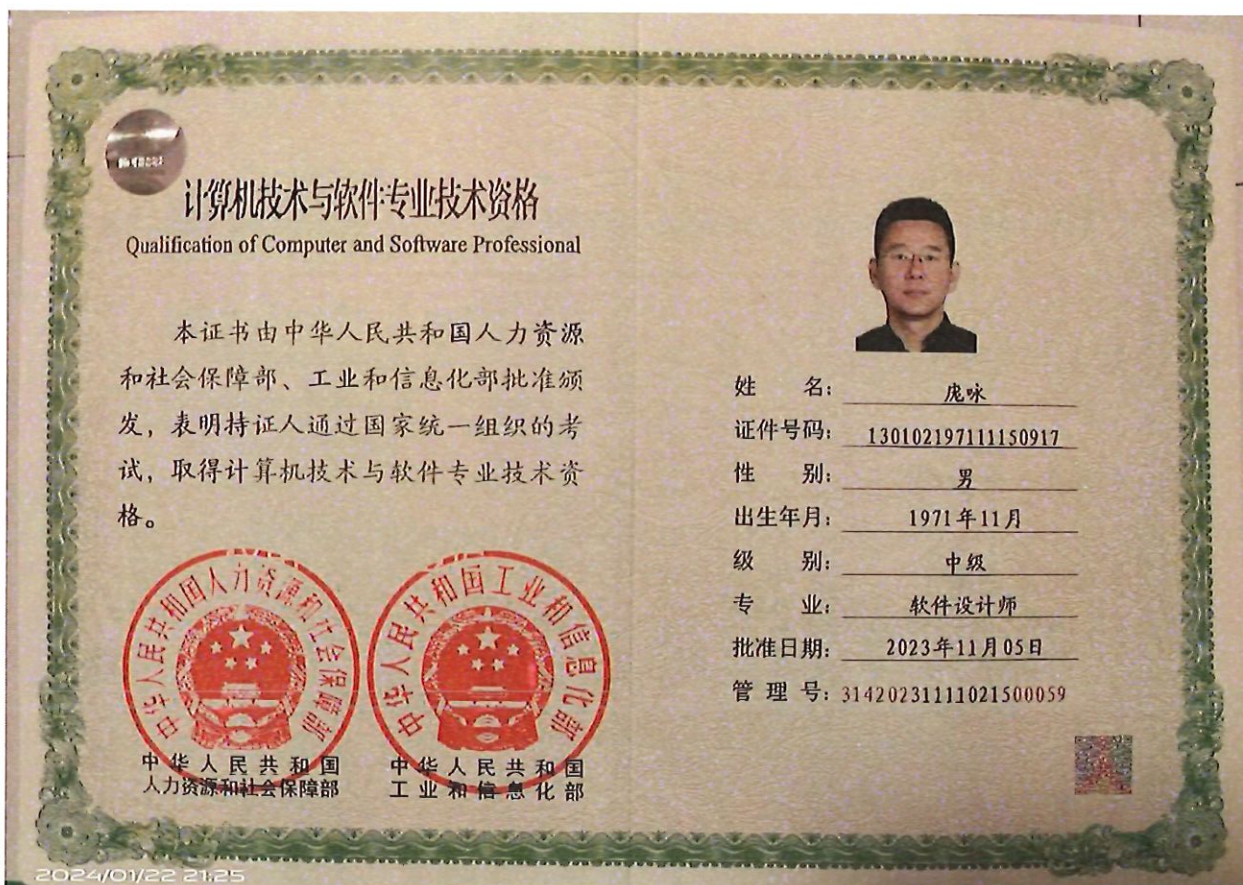 计算机技术与软件专业技术资格
Qualification of Computer and Software Professional
本证书由中华人民共和国人力资源
和社会保障部、工业和信息化部批准颁
发，表明持证人通过国家统一组织的考
试，取得计算机技术与软件专业技术资
格。
中华人民共和国人力资源和社会保障部
中华人民共和国工业和信息化部
中华人民共和国
人力资源和社会保障部
中华人民共和国
工业和信息化部
姓名：庞咏
证件号码：130102197111150917
性别：男
出生年月：1971年11月
级别：中级
专业：软件设计师
批准日期：2023年11月05日
管理号：31420231111021500059
2024/01/22 21:25